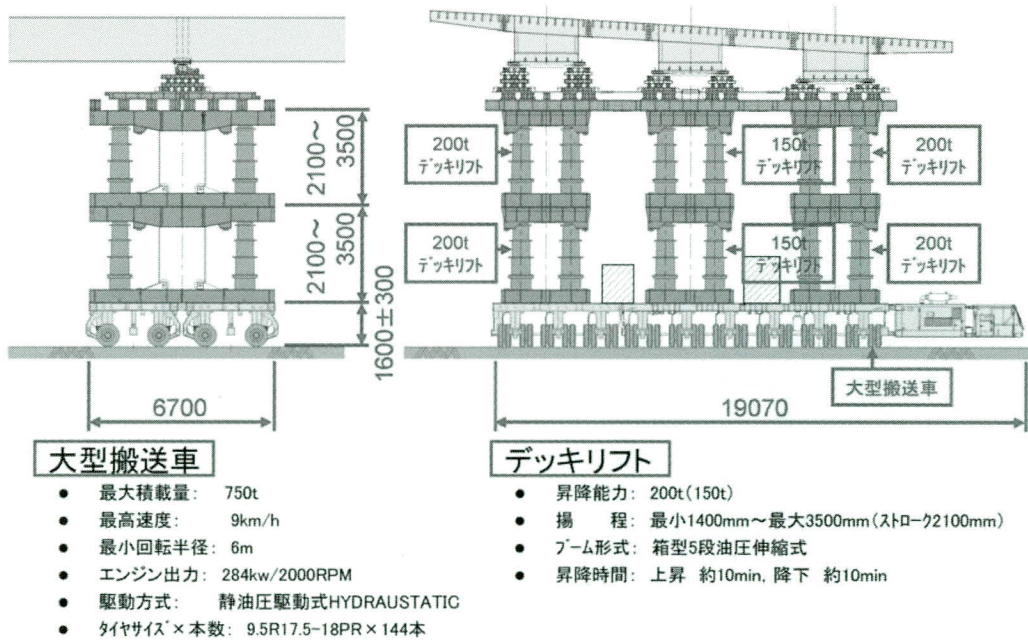 2100～
3500
2100～
3500
1600±300
6700
200t
デッキリフト
150t
デッキリフト
200t
デッキリフト
200t
デッキリフト
150t
デッキリフト
200t
デッキリフト
大型搬送車
19070
大型搬送車
● 最大積載量： 750t
● 最高速度： 9km/h
● 最小回転半径： 6m
● エンジン出力： 284kw/2000RPM
● 駆動方式： 静油圧駆動式HYDRAUSTATIC
● タイヤサイズ×本数： 9.5R17.5-18PR×144本
デッキリフト
● 昇降能力： 200t(150t)
● 揚　程： 最小1400mm～最大3500mm(ストローク2100mm)
● ブーム形式： 箱型5段油圧伸縮式
● 昇降時間： 上昇 約10min, 降下 約10min